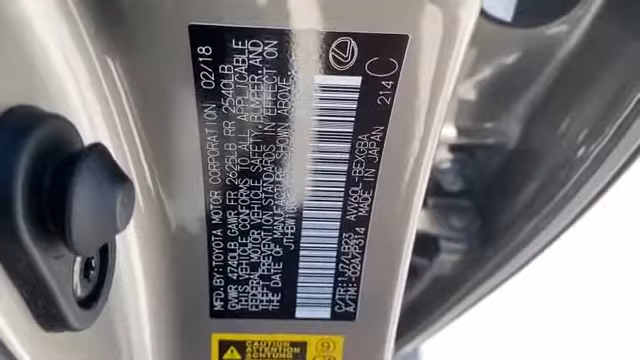 MFD. BY: TOYOTA MOTOR CORPORATION 02/18
GVWR 4740LB GAWR FR 2625LB RR 2540LB
THIS VEHICLE CONFORMS TO ALL APPLICABLE
FEDERAL MOTOR VEHICLE SAFETY, BUMPER, AND
THEFT PREVENTION STANDARDS IN EFFECT ON
THE DATE OF MANUFACTURE SHOWN ABOVE.
C/TR: 1J7/LB23 AVV60L-BEXGBA
A/TM: -02A/P314 MADE IN JAPAN
214 C
CAUTION
ATTENTION
ACHTUNG